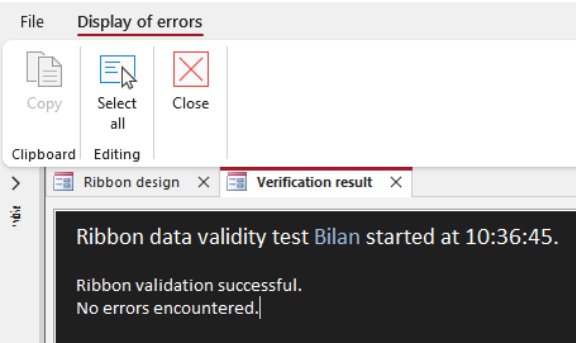 File Display of errors
Copy Select all Close
Clipboard Editing
Ribbon design Verification result
Ribbon data validity test Bilan started at 10:36:45.
Ribbon validation successful.
No errors encountered.